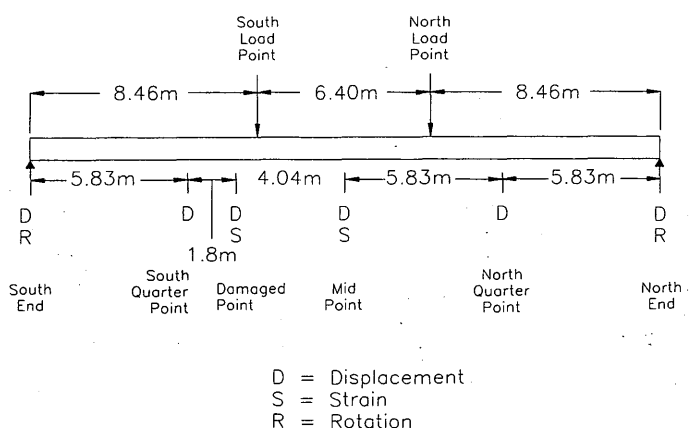 South
Load
Point
North
Load
Point
8.46m
6.40m
8.46m
5.83m
4.04m
5.83m
5.83m
D
R
D
D
S
D
S
D
D
R
1.8m
South
End
South
Quarter
Point
Damaged
Point
Mid
Point
North
Quarter
Point
North
End
D = Displacement
S = Strain
R = Rotation